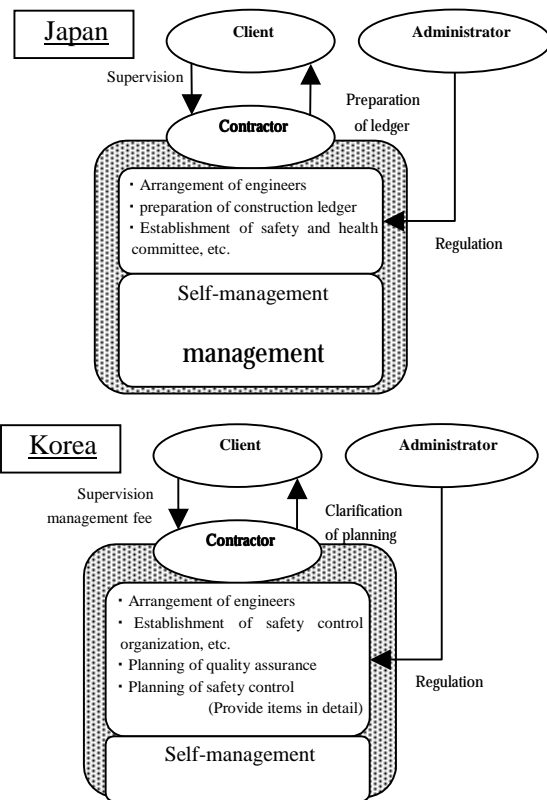 Japan
Client
Administrator
Supervision
Preparation
of ledger
Contractor
・Arrangement of engineers
・preparation of construction ledger
・Establishment of safety and health
committee, etc.
Regulation
Self-management
management
Korea
Client
Administrator
Supervision
management fee
Clarification
of planning
Contractor
・Arrangement of engineers
・Establishment of safety control
organization, etc.
・Planning of quality assurance
・Planning of safety control
(Provide items in detail)
Regulation
Self-management